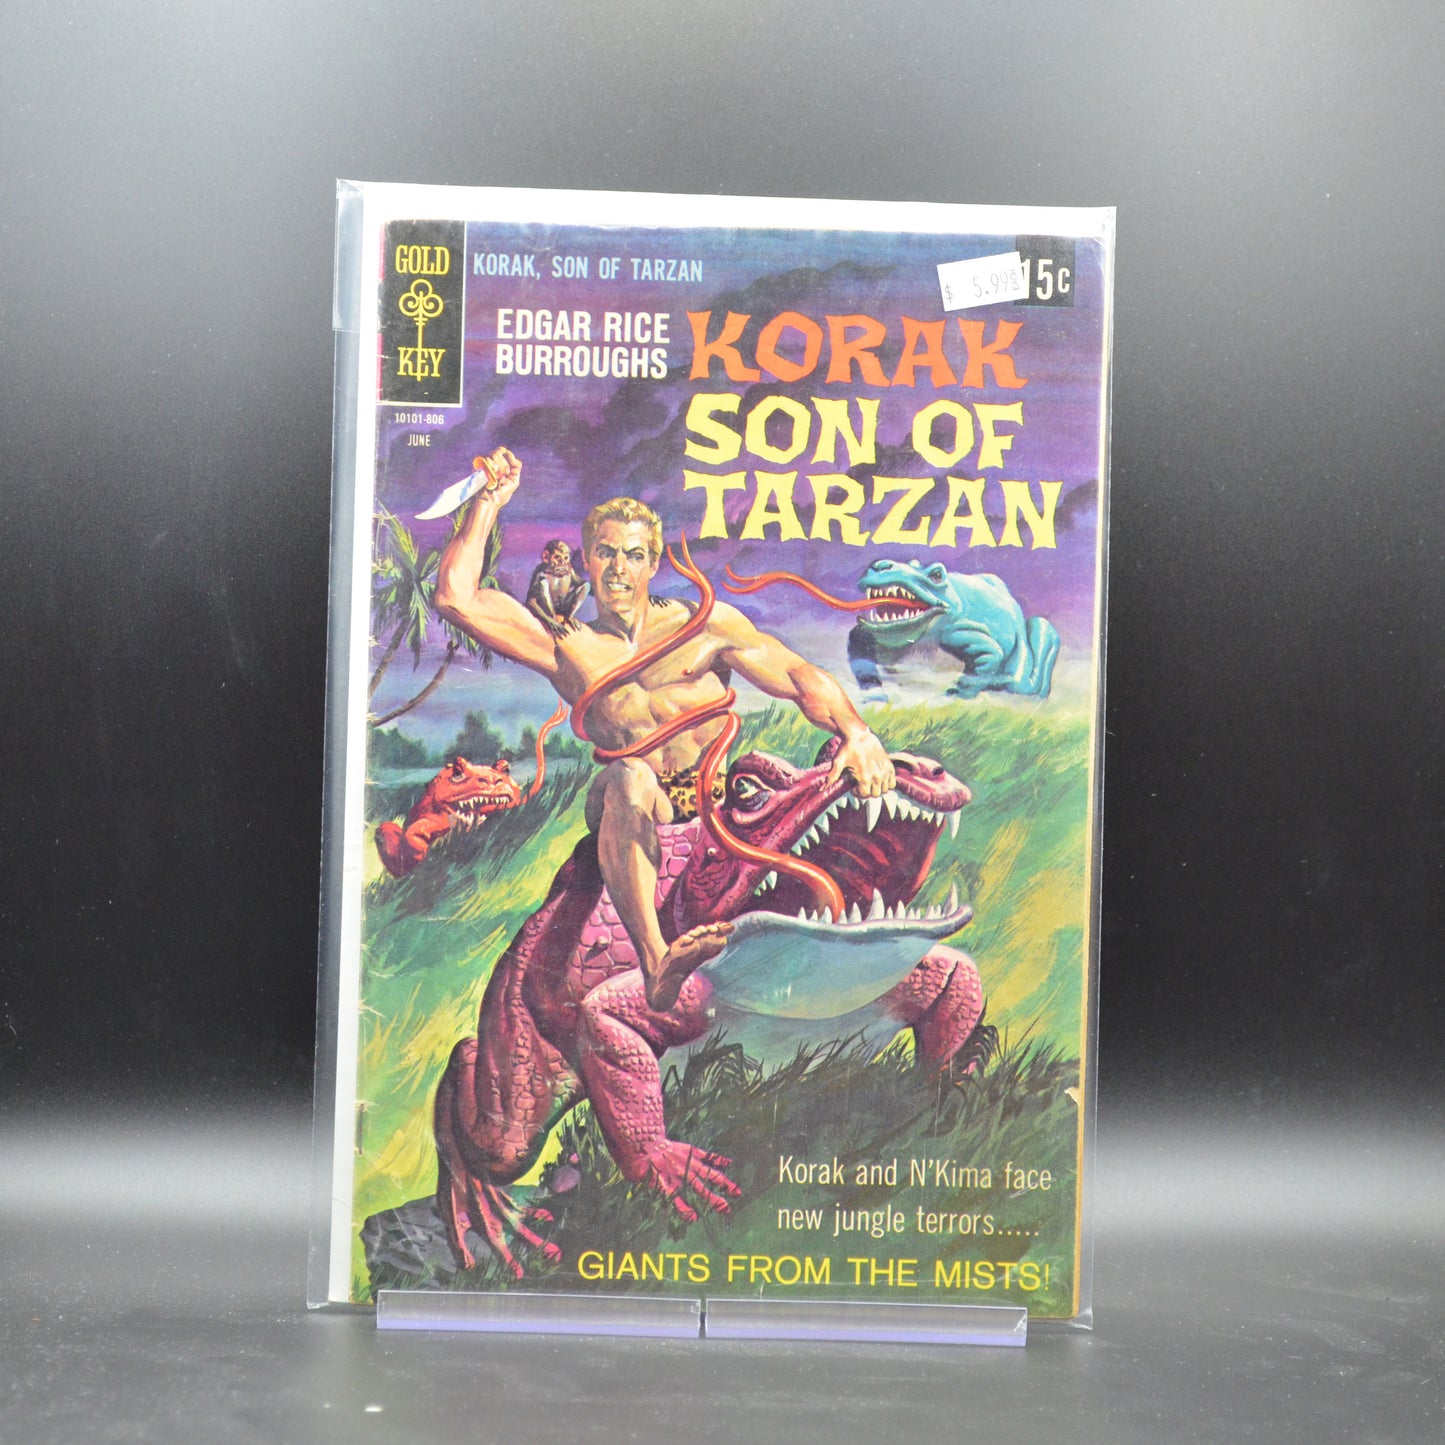 GOLD
KEY
10101-806
JUNE
KORAK, SON OF TARZAN
$ 5.99
15c
EDGAR RICE
BURROUGHS
KORAK
SON OF
TARZAN
Korak and N'Kima face
new jungle terrors.....
GIANTS FROM THE MISTS!